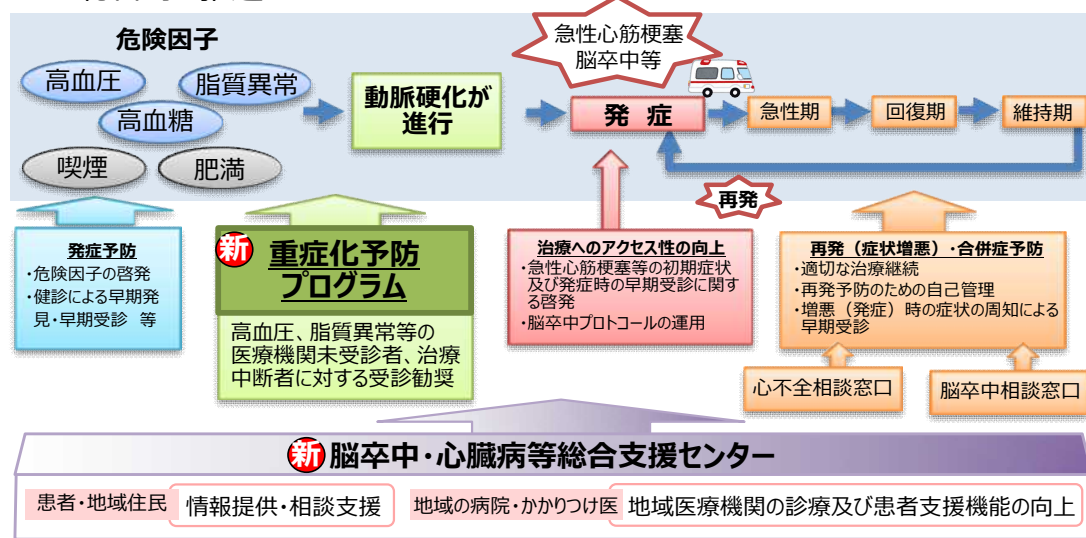 危険因子
高血圧
脂質異常
高血糖
喫煙
肥満
動脈硬化が
進行
急性心筋梗塞
脳卒中等
発 症
急性期
回復期
維持期
再発
発症予防
・危険因子の啓発
・健診による早期発
見・早期受診 等
新
重症化予防
プログラム
高血圧、脂質異常等の
医療機関未受診者、治療
中断者に対する受診勧奨
治療へのアクセス性の向上
・急性心筋梗塞等の初期症状
及び発症時の早期受診に関す
る啓発
・脳卒中プロトコールの運用
再発（症状増悪）・合併症予防
・適切な治療継続
・再発予防のための自己管理
・増悪（発症）時の症状の周知による
早期受診
心不全相談窓口
脳卒中相談窓口
新 脳卒中・心臓病等総合支援センター
患者・地域住民 情報提供・相談支援
地域の病院・かかりつけ医 地域医療機関の診療及び患者支援機能の向上